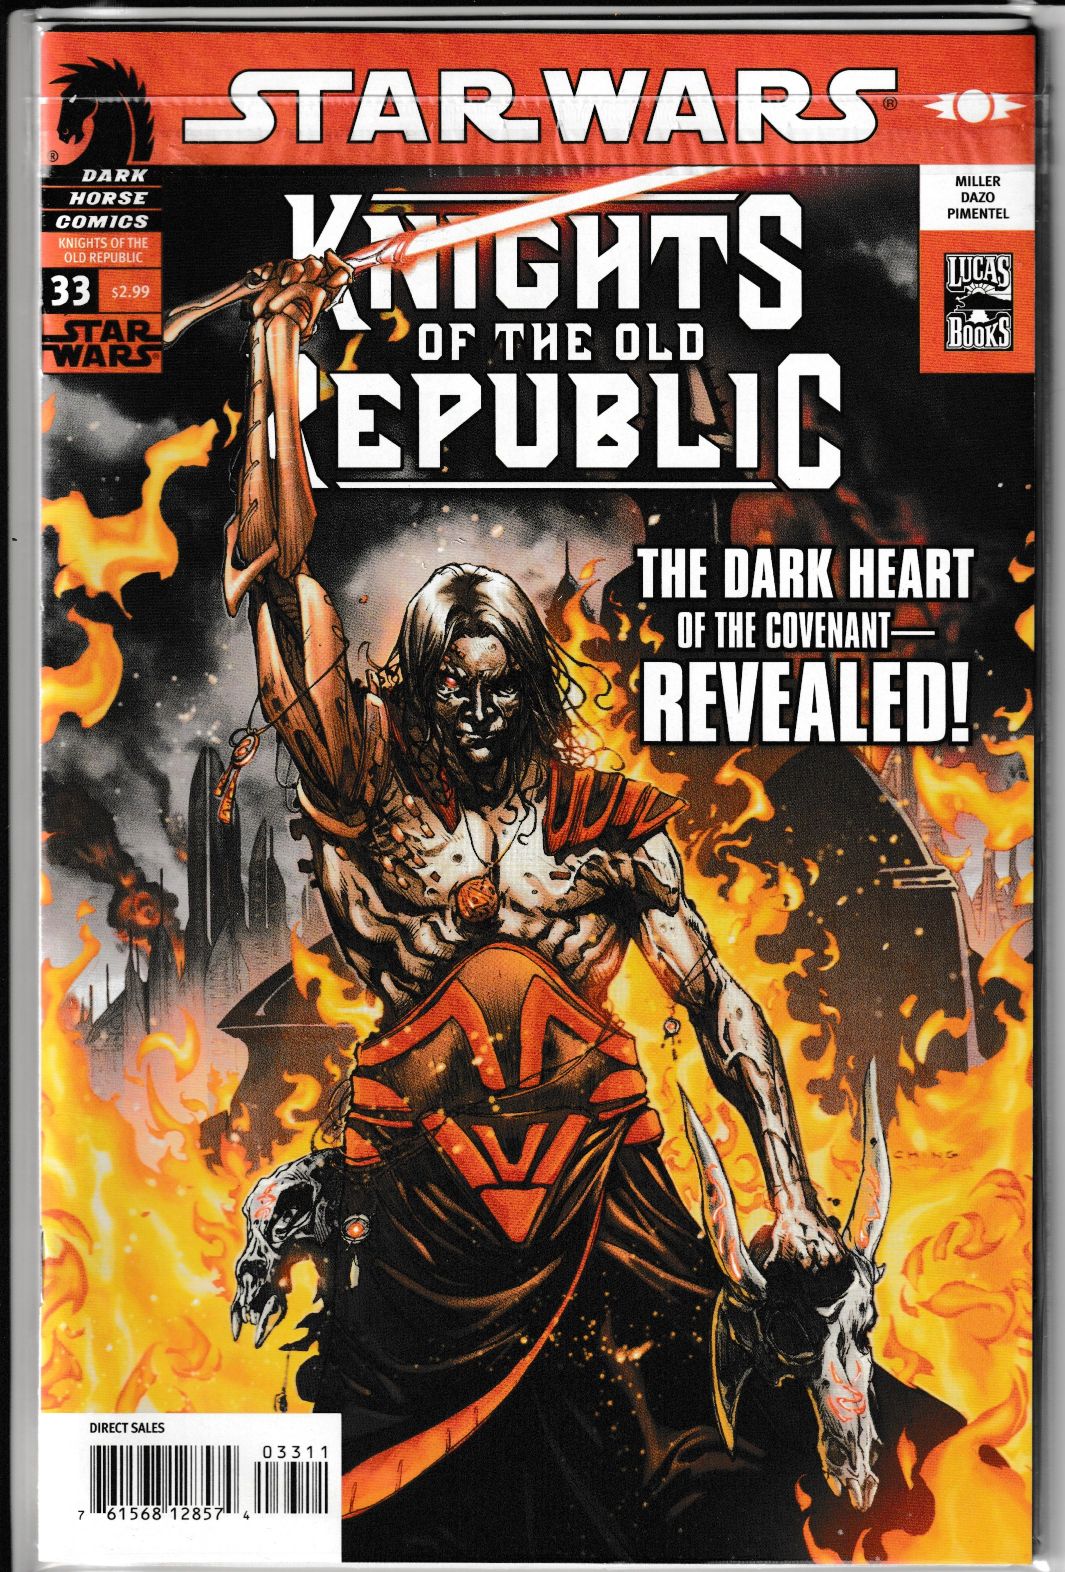 STAR WARS®
DARK
HORSE
COMICS
®
KNIGHTS OF THE
OLD REPUBLIC
33 $2.99
STAR
WARS®
KNIGHTS
OF THE OLD
REPUBLIC
MILLER
DAZO
PIMENTEL
LUCAS
BOOKS
THE DARK HEART
OF THE COVENANT—
REVEALED!
CHING
DIRECT SALES
03311
7 61568 12857 4